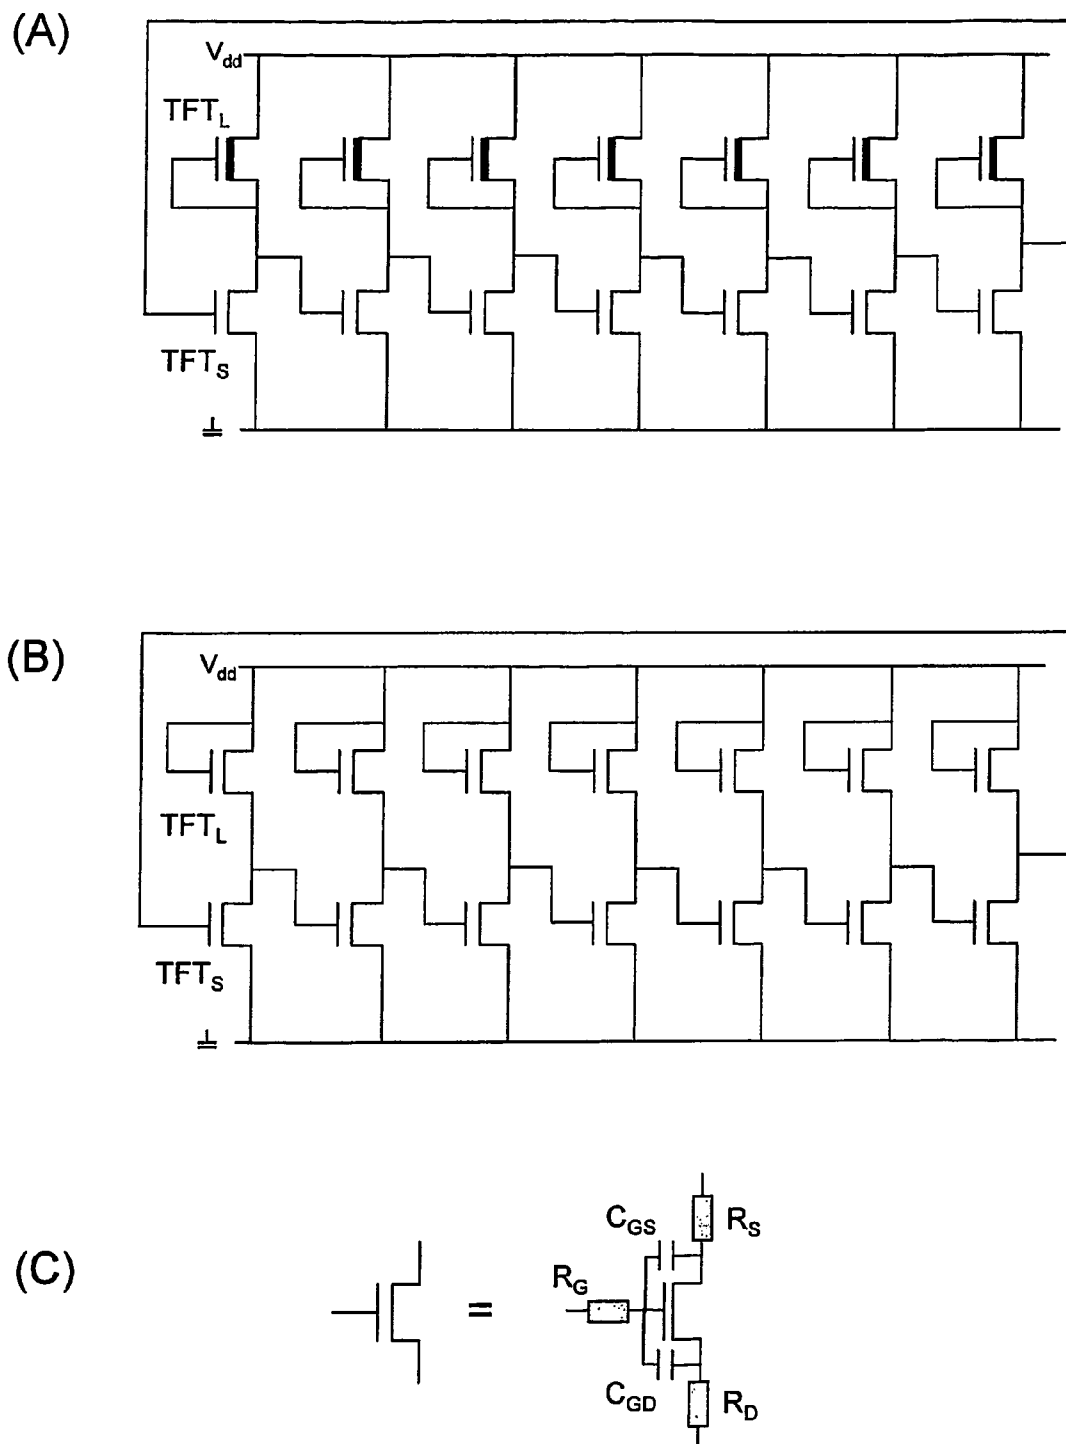 (A)
Vdd
TFTL
TFTS
(B)
Vdd
TFTL
TFTS
(C)
=
CGS
RS
RG
CGD
RD